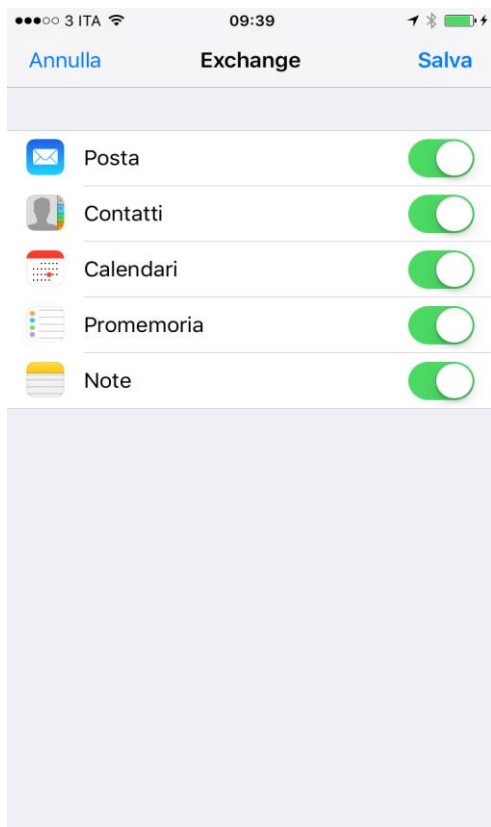 3 ITA 09:39
Annulla Exchange Salva
Posta
Contatti
Calendari
Promemoria
Note